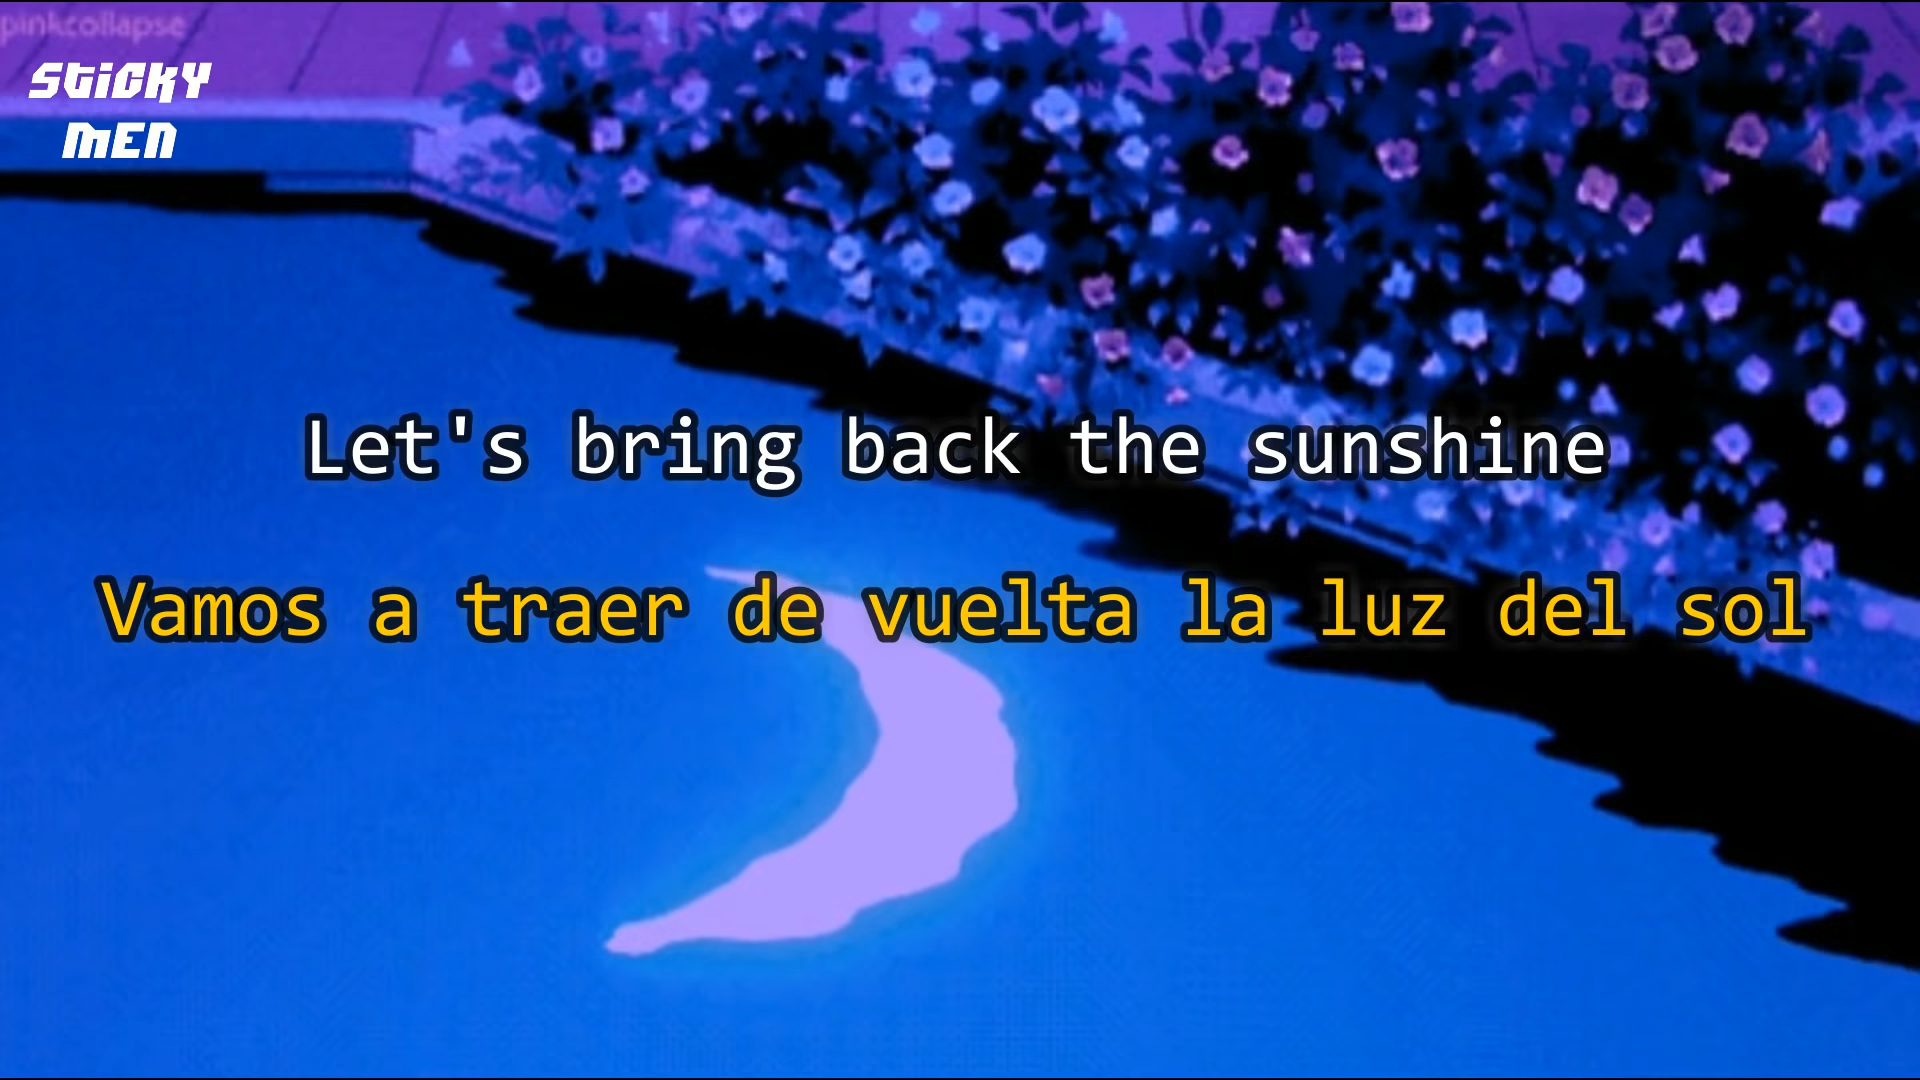 pinkcollapse
STICKY
MEN
Let's bring back the sunshine
Vamos a traer de vuelta la luz del sol